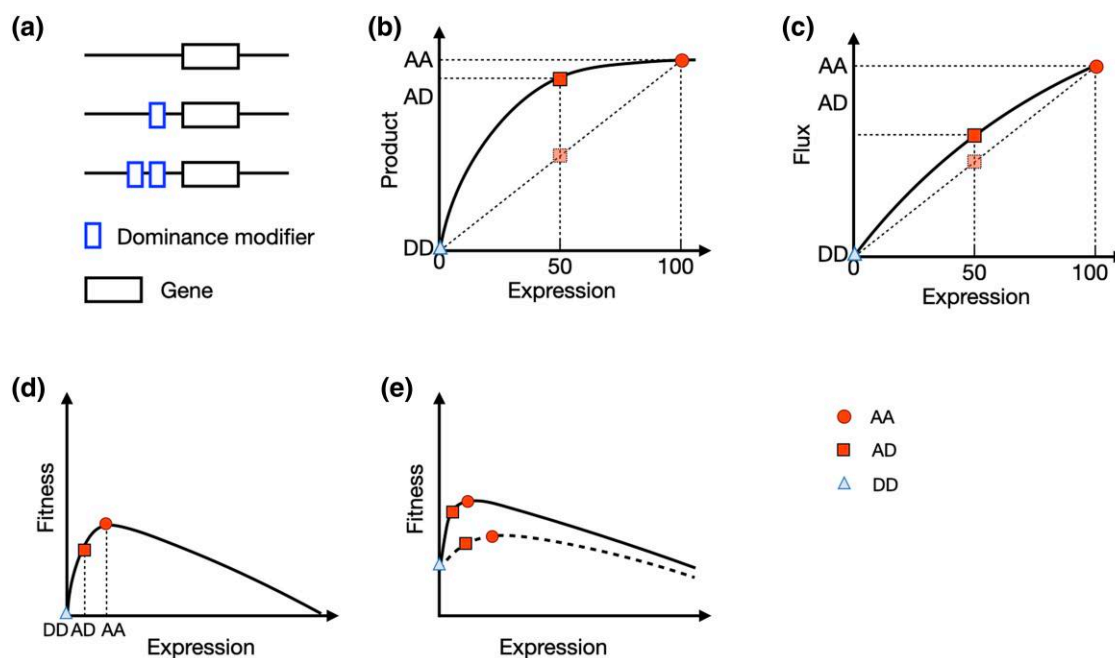 (a)
Dominance modifier
Gene
(b)
AA
AD
DD
Product
0
50
100
Expression
(c)
AA
AD
DD
Flux
0
50
100
Expression
(d)
Fitness
DD AD AA
Expression
(e)
Fitness
Expression
AA
AD
DD